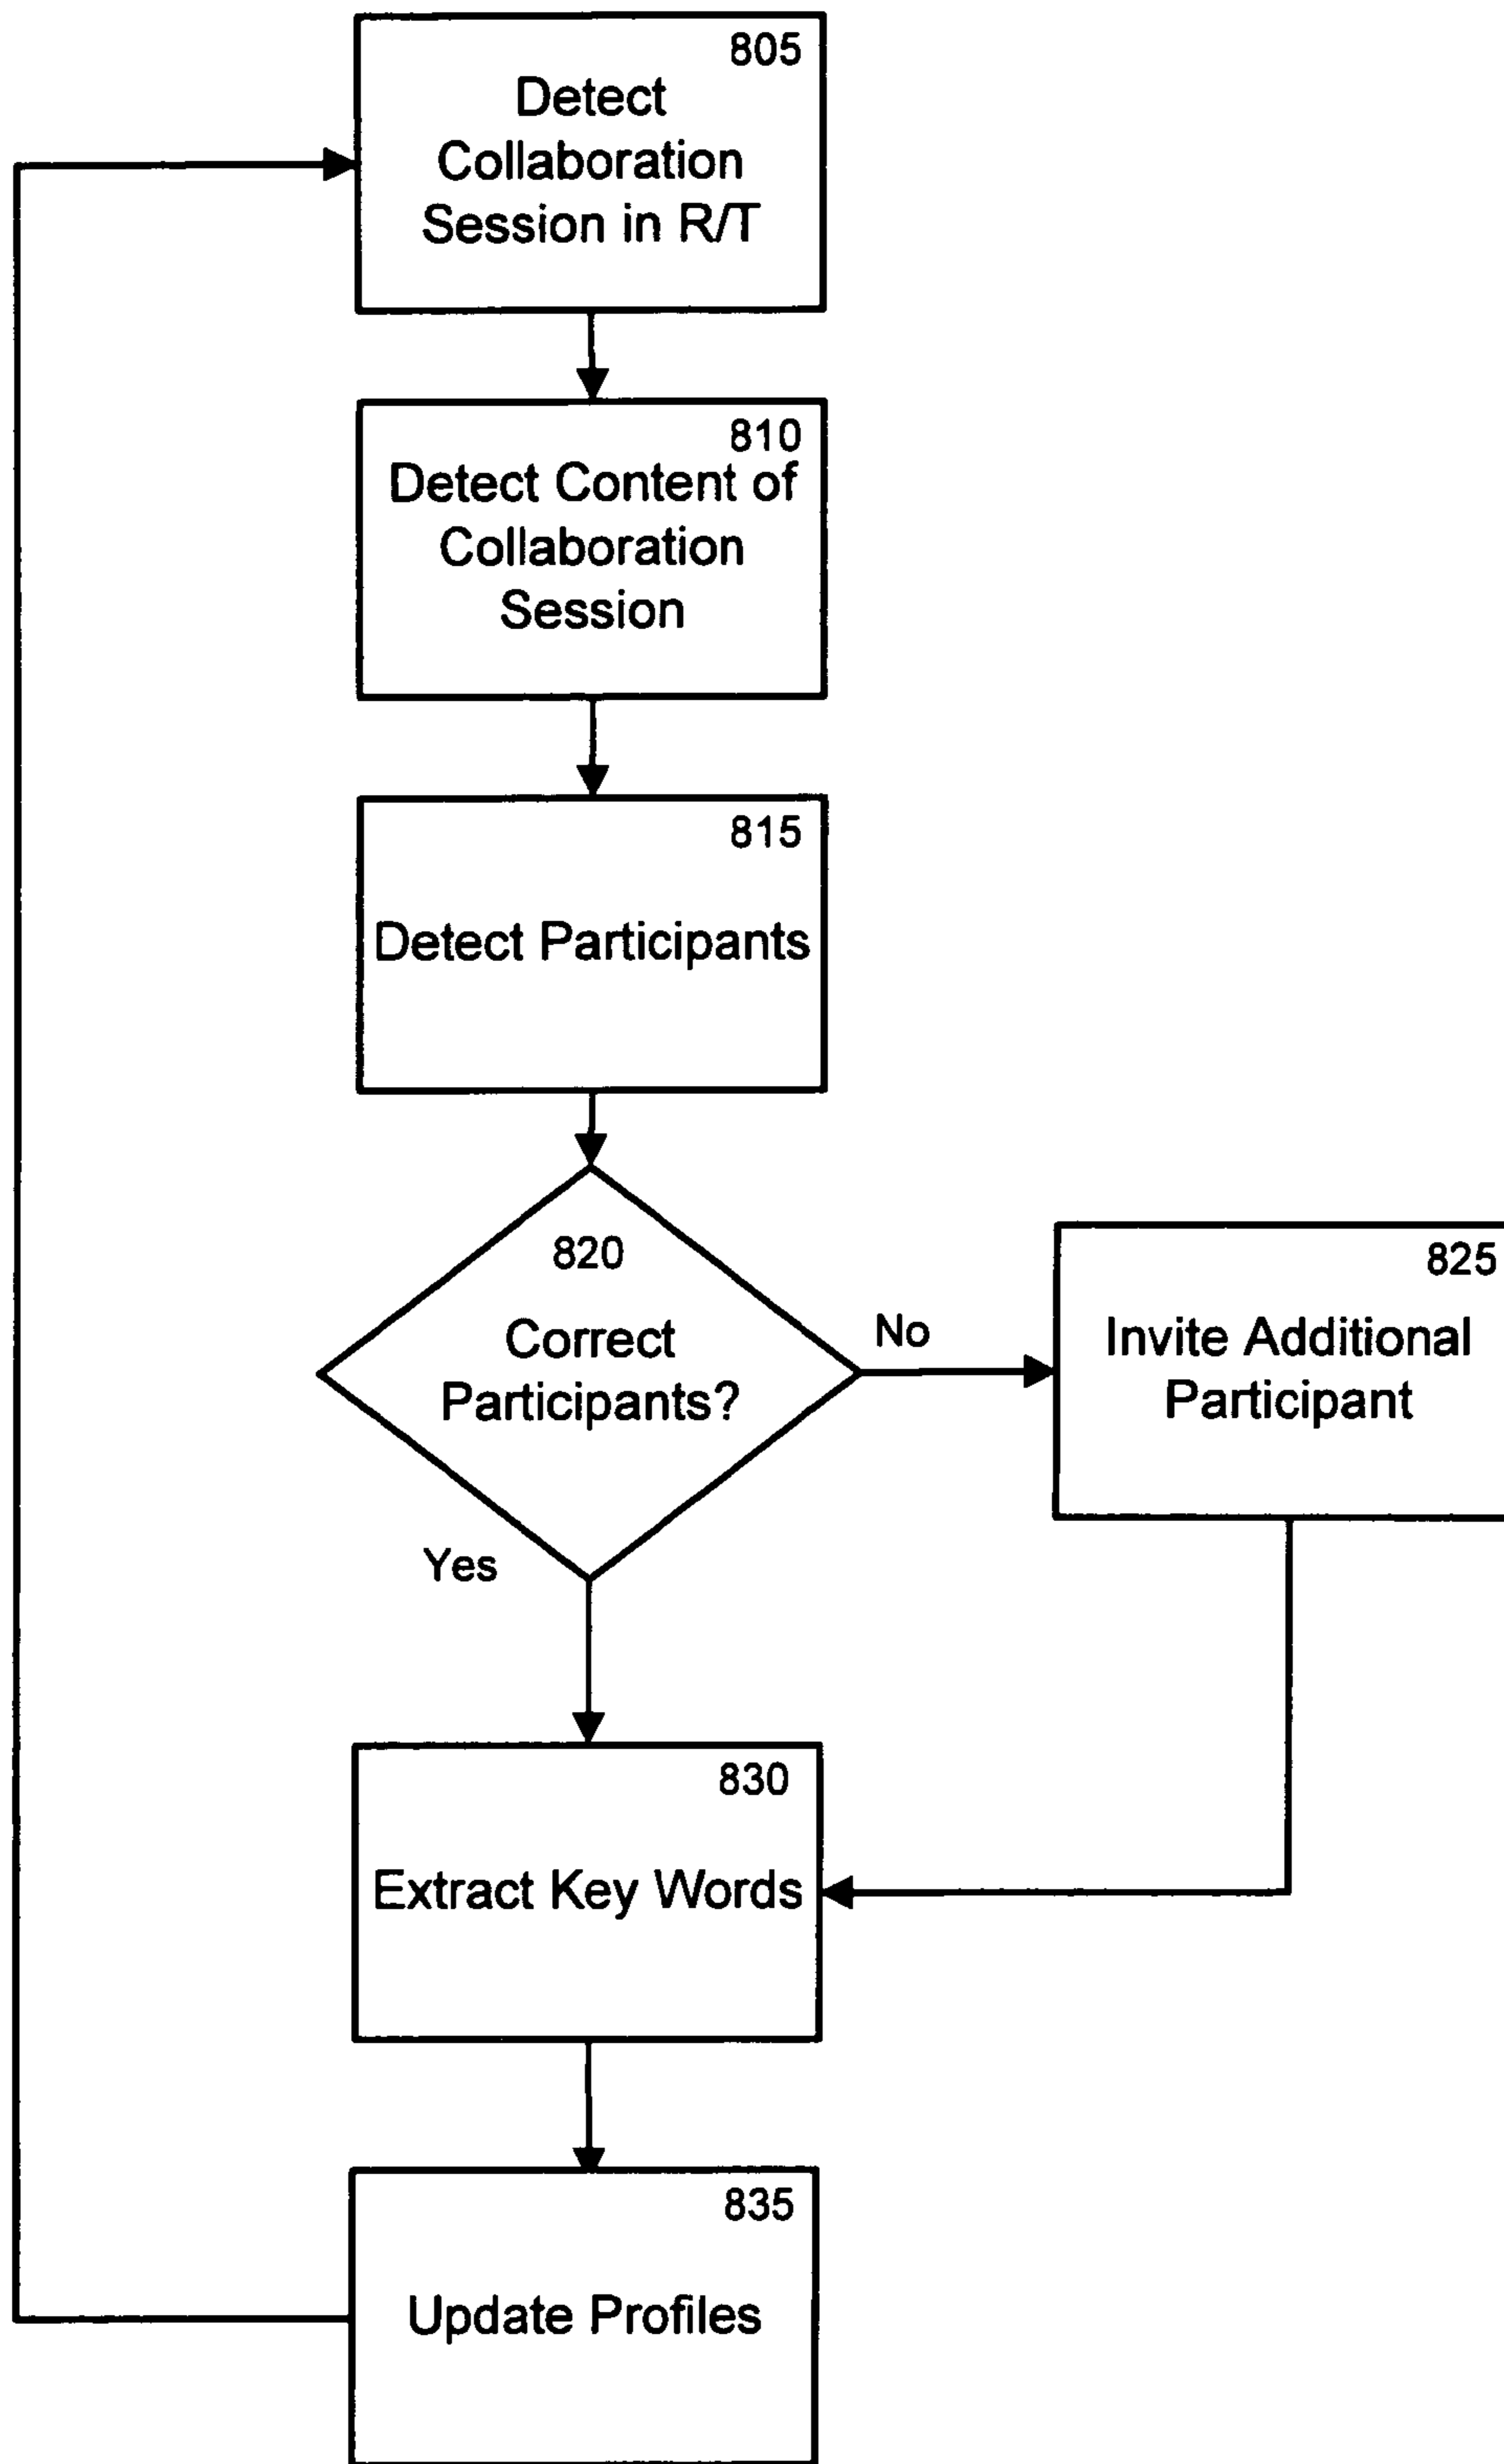 805
Detect
Collaboration
Session in R/T
810
Detect Content of
Collaboration
Session
815
Detect Participants
820
Correct
Participants?
No
825
Invite Additional
Participant
Yes
830
Extract Key Words
835
Update Profiles